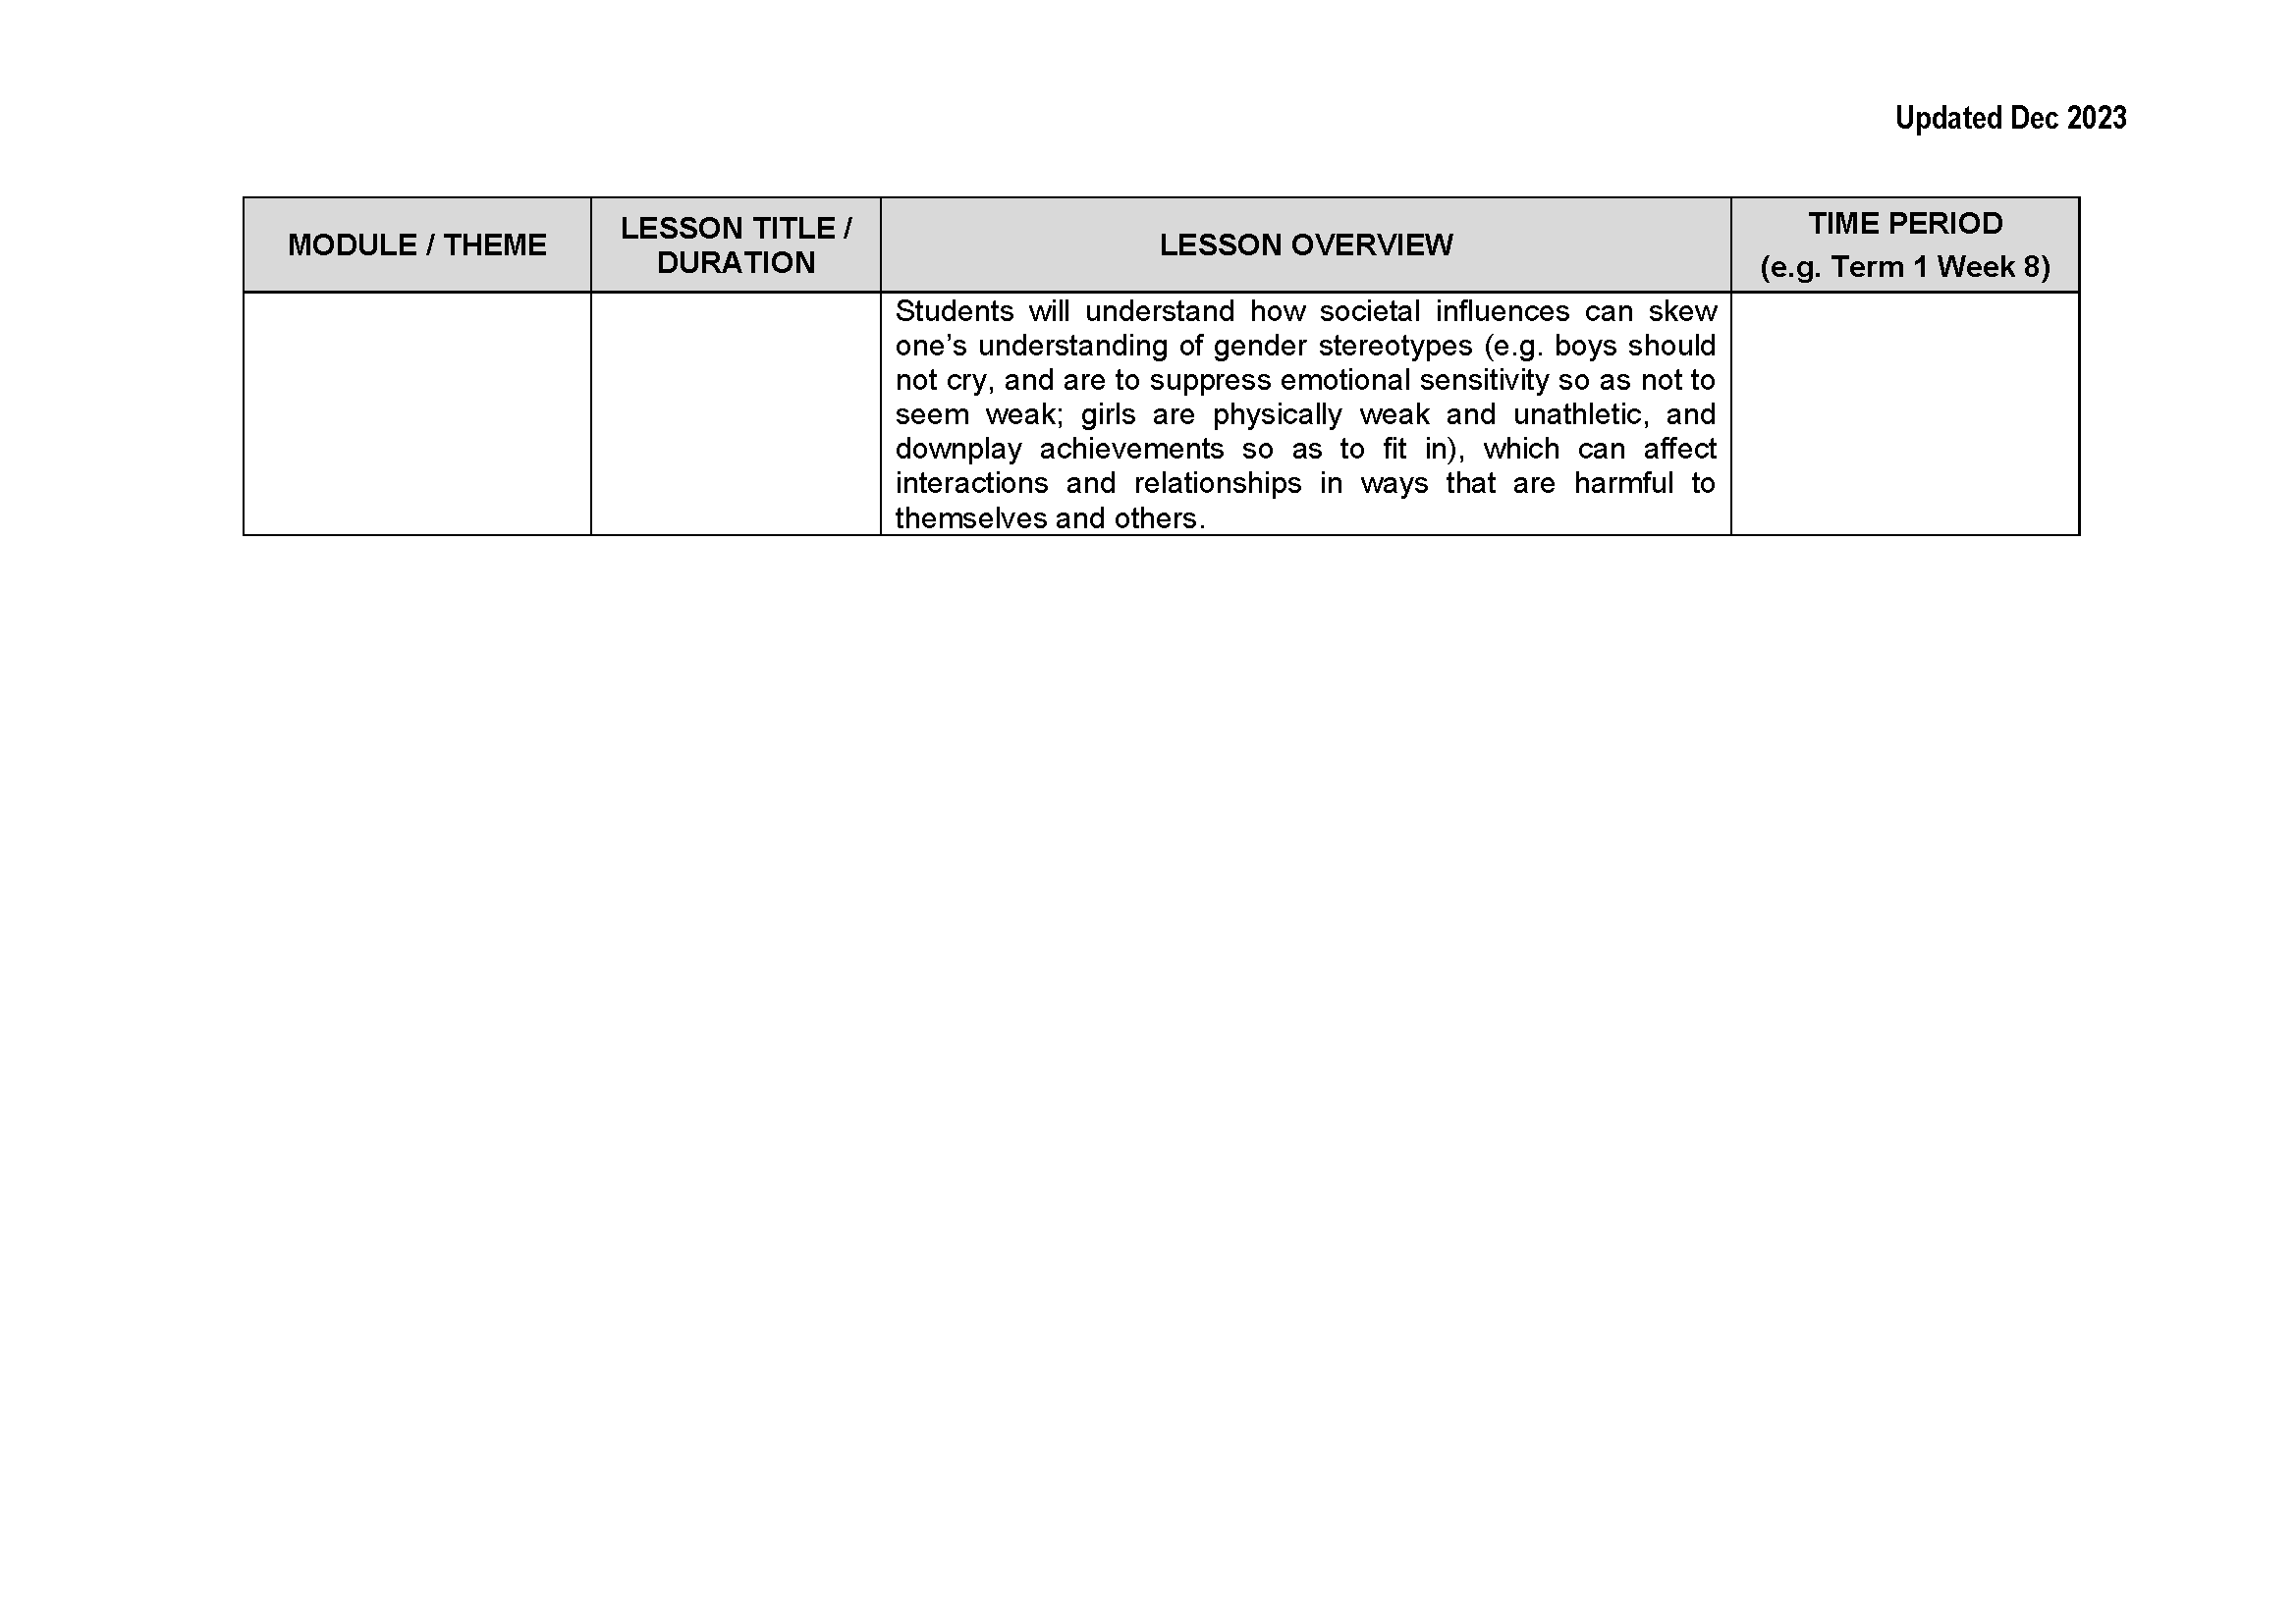 Updated Dec 2023
MODULE / THEME
LESSON TITLE /
DURATION
LESSON OVERVIEW
TIME PERIOD
(e.g. Term 1 Week 8)
Students will understand how societal influences can skew
one’s understanding of gender stereotypes (e.g. boys should
not cry, and are to suppress emotional sensitivity so as not to
seem weak; girls are physically weak and unathletic, and
downplay achievements so as to fit in), which can affect
interactions and relationships in ways that are harmful to
themselves and others.